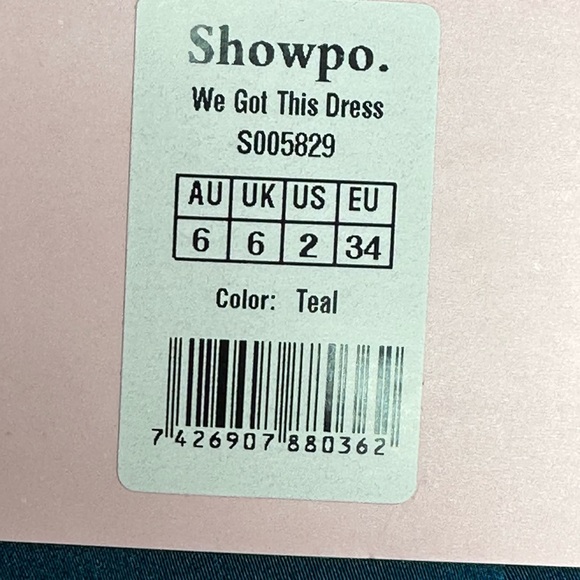 Showpo.
We Got This Dress
S005829
AU UK US EU
6 6 2 34
Color: Teal
7 426907 880362